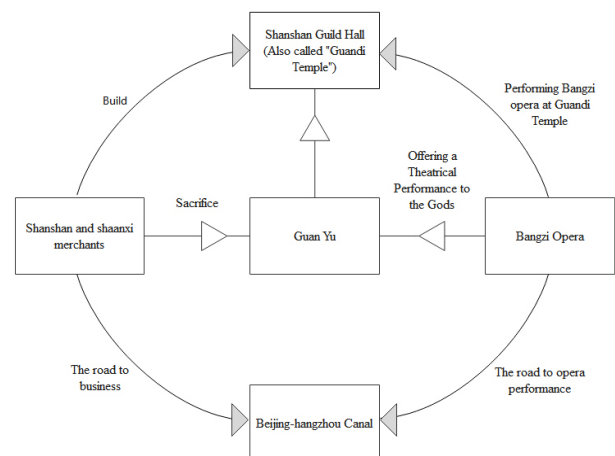 Shanshan Guild Hall
(Also called "Guandi
Temple")
Build
Performing Bangzi
opera at Guandi
Temple
Offering a
Theatrical
Performance to
the Gods
Sacrifice
Shanshan and shaanxi
merchants
Guan Yu
Bangzi Opera
The road to
business
The road to opera
performance
Beijing-hangzhou Canal